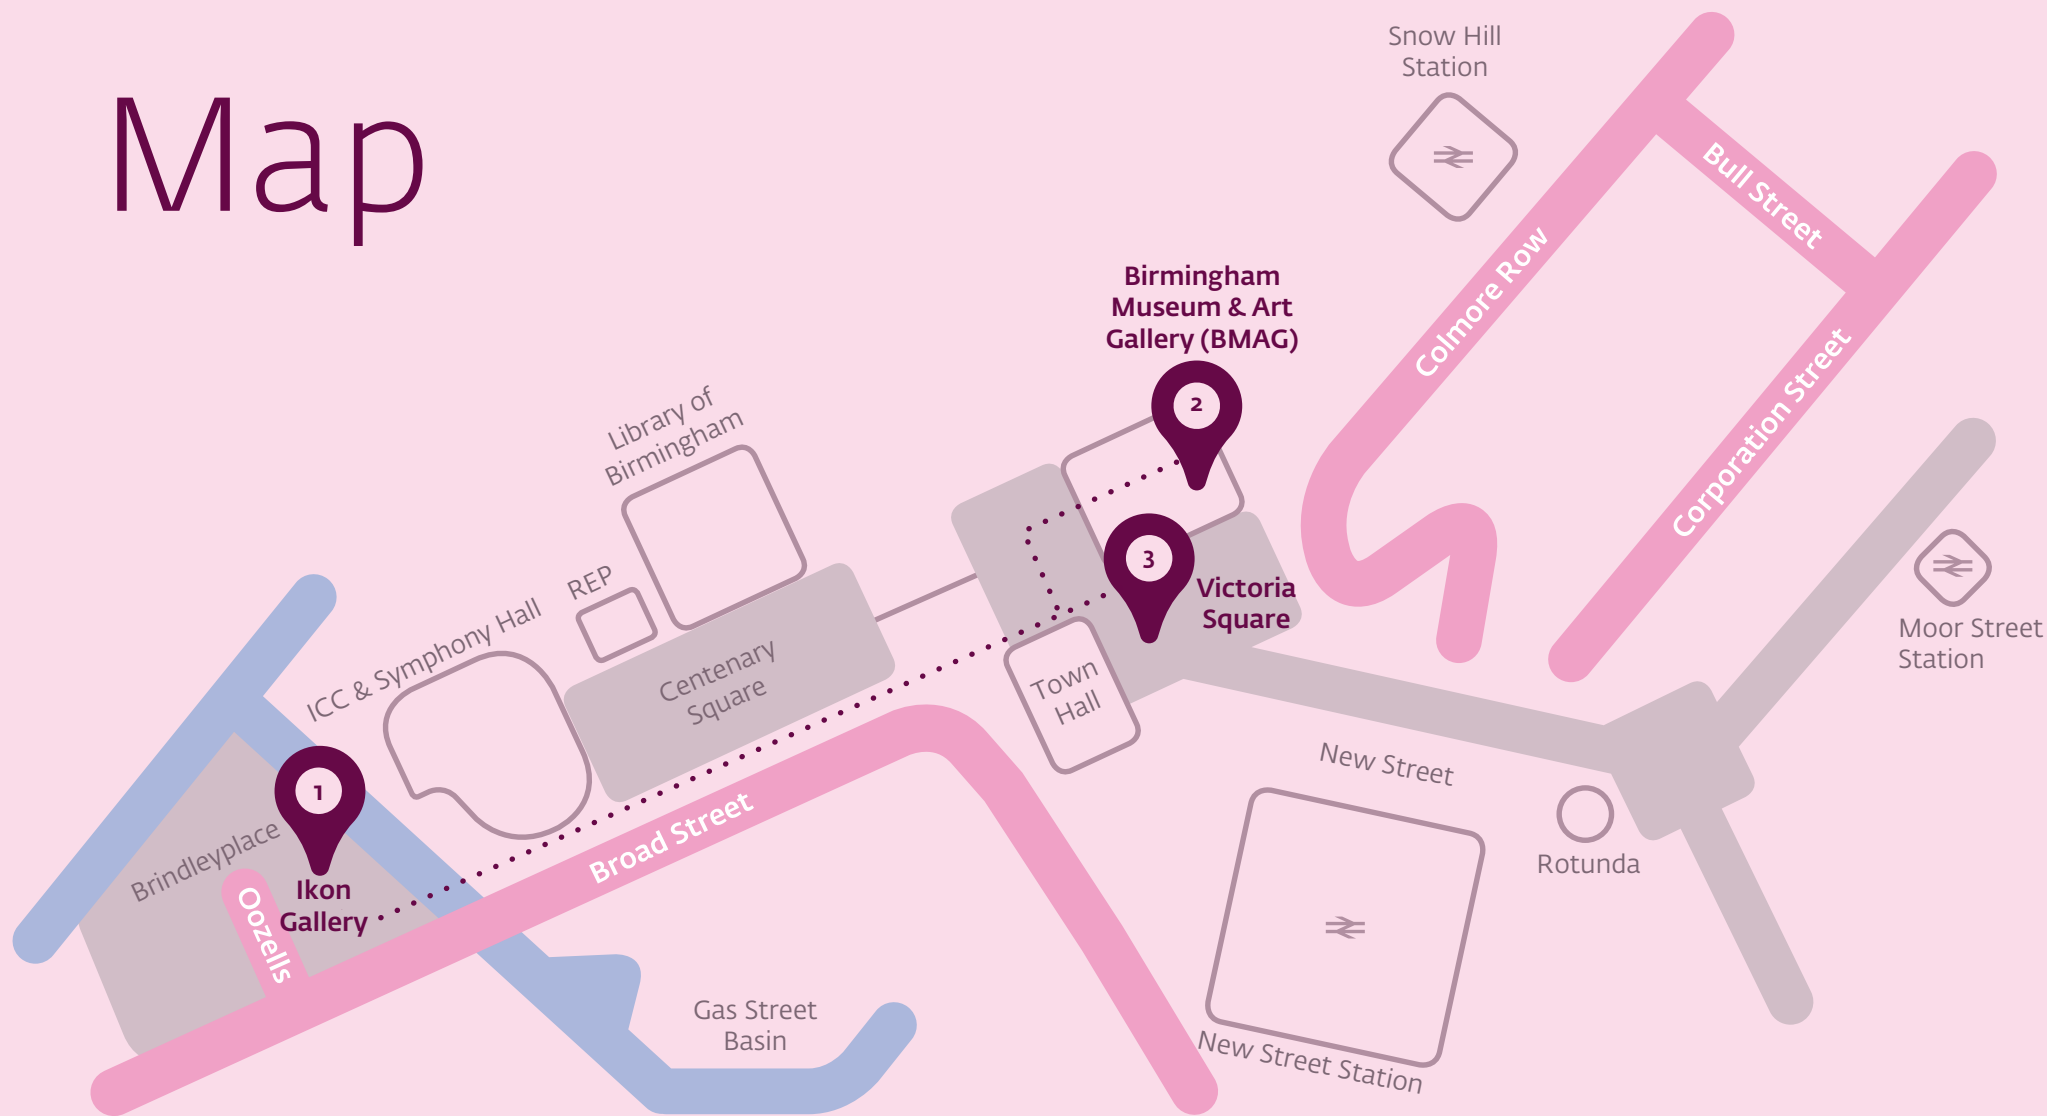 Map
Snow Hill
Station
Bull Street
Colmore Row
Corporation Street
Birmingham
Museum & Art
Gallery (BMAG)
2
3
Victoria
Square
Library of
Birmingham
REP
ICC & Symphony Hall
Centenary
Square
Town
Hall
Moor Street
Station
New Street
Rotunda
1
Brindleyplace
Ikon
Gallery
Oozells
Broad Street
Gas Street
Basin
New Street Station